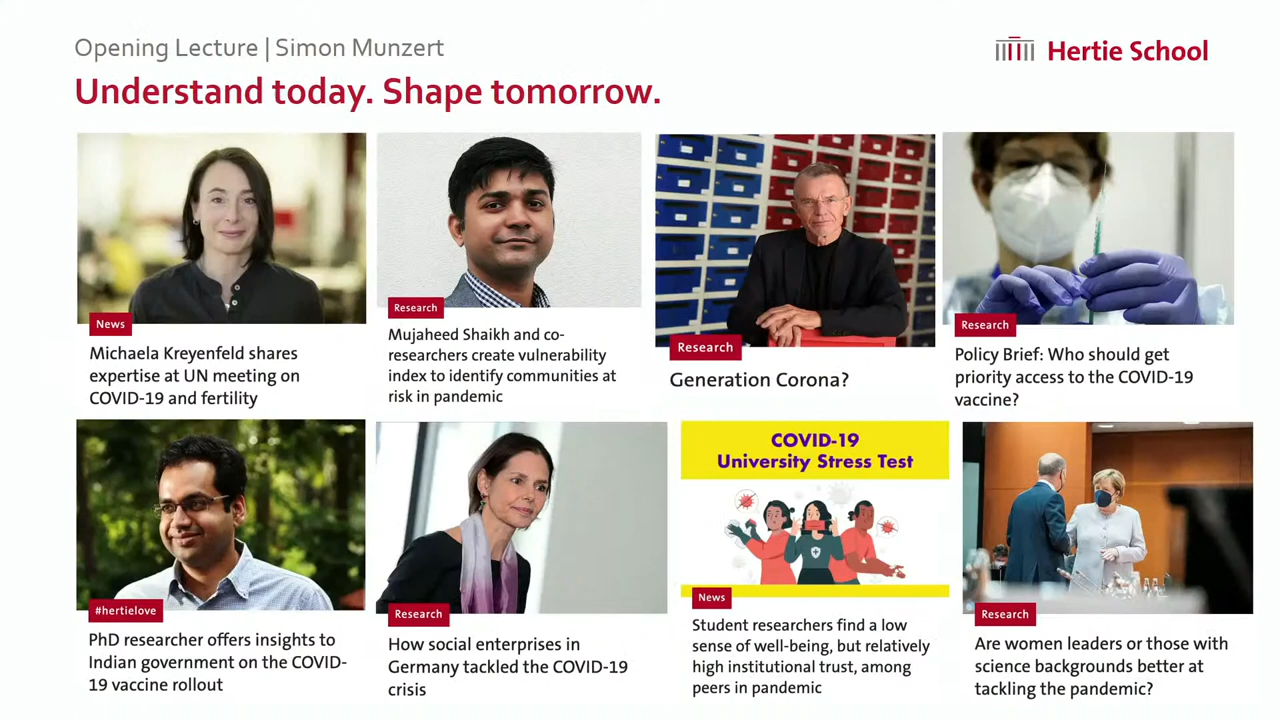 Opening Lecture | Simon Munzert
Hertie School
Understand today. Shape tomorrow.
News
Michaela Kreyenfeld shares
expertise at UN meeting on
COVID-19 and fertility
Research
Mujaheed Shaikh and co-
researchers create vulnerability
index to identify communities at
risk in pandemic
Research
Generation Corona?
Research
Policy Brief: Who should get
priority access to the COVID-19
vaccine?
#hertielove
PhD researcher offers insights to
Indian government on the COVID-
19 vaccine rollout
Research
How social enterprises in
Germany tackled the COVID-19
crisis
COVID-19
University Stress Test
News
Student researchers find a low
sense of well-being, but relatively
high institutional trust, among
peers in pandemic
Research
Are women leaders or those with
science backgrounds better at
tackling the pandemic?